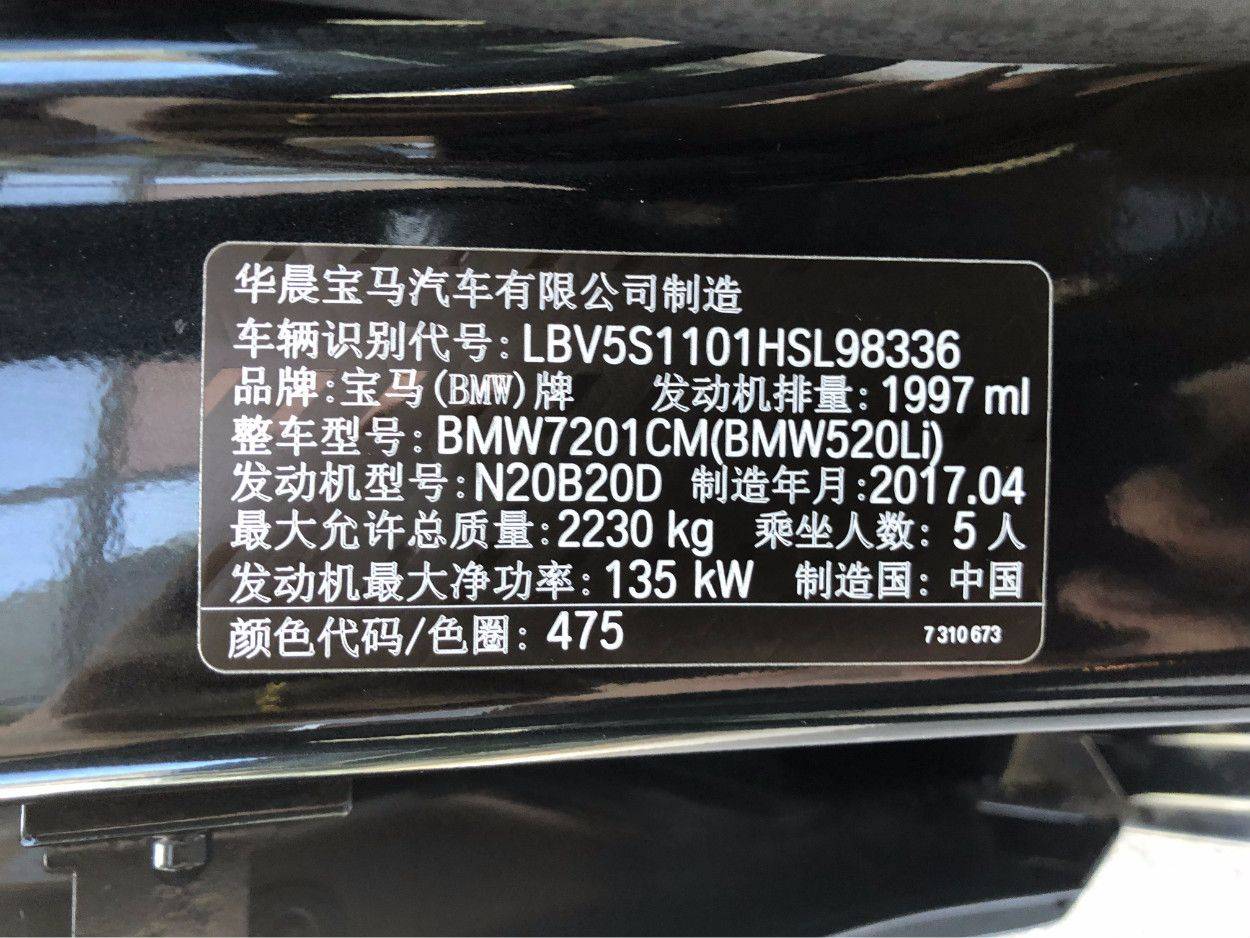 华晨宝马汽车有限公司制造
车辆识别代号:LBV5S1101HSL98336
品牌:宝马(BMW)牌 发动机排量:1997 ml
整车型号:BMW7201CM(BMW520Li)
发动机型号:N20B20D 制造年月:2017.04
最大允许总质量:2230 kg 乘坐人数:5人
发动机最大净功率:135 kW 制造国:中国
颜色代码/色圈:475 7310673